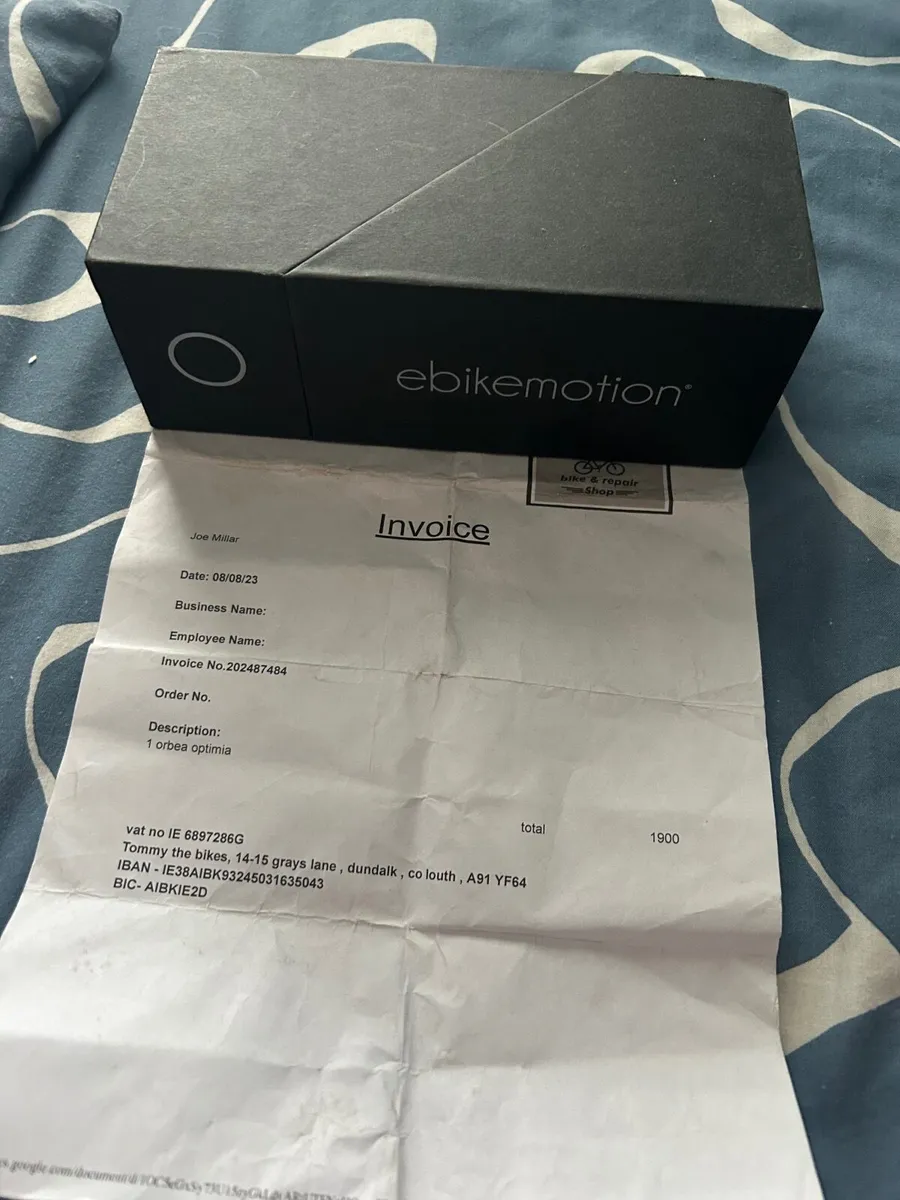 ebikemotion®
bike & repair
Shop
Invoice
Joe Millar
Date: 08/08/23
Business Name:
Employee Name:
Invoice No.202487484
Order No.
Description:
1 orbea optimia
total 1900
vat no IE 6897286G
Tommy the bikes, 14-15 grays lane , dundalk , co louth , A91 YF64
IBAN - IE38AIBK93245031635043
BIC- AIBKIE2D